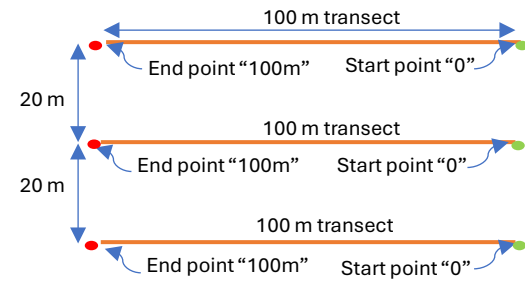 100 m transect
End point “100m”
Start point “0”
20 m
100 m transect
End point “100m”
Start point “0”
20 m
100 m transect
End point “100m”
Start point “0”